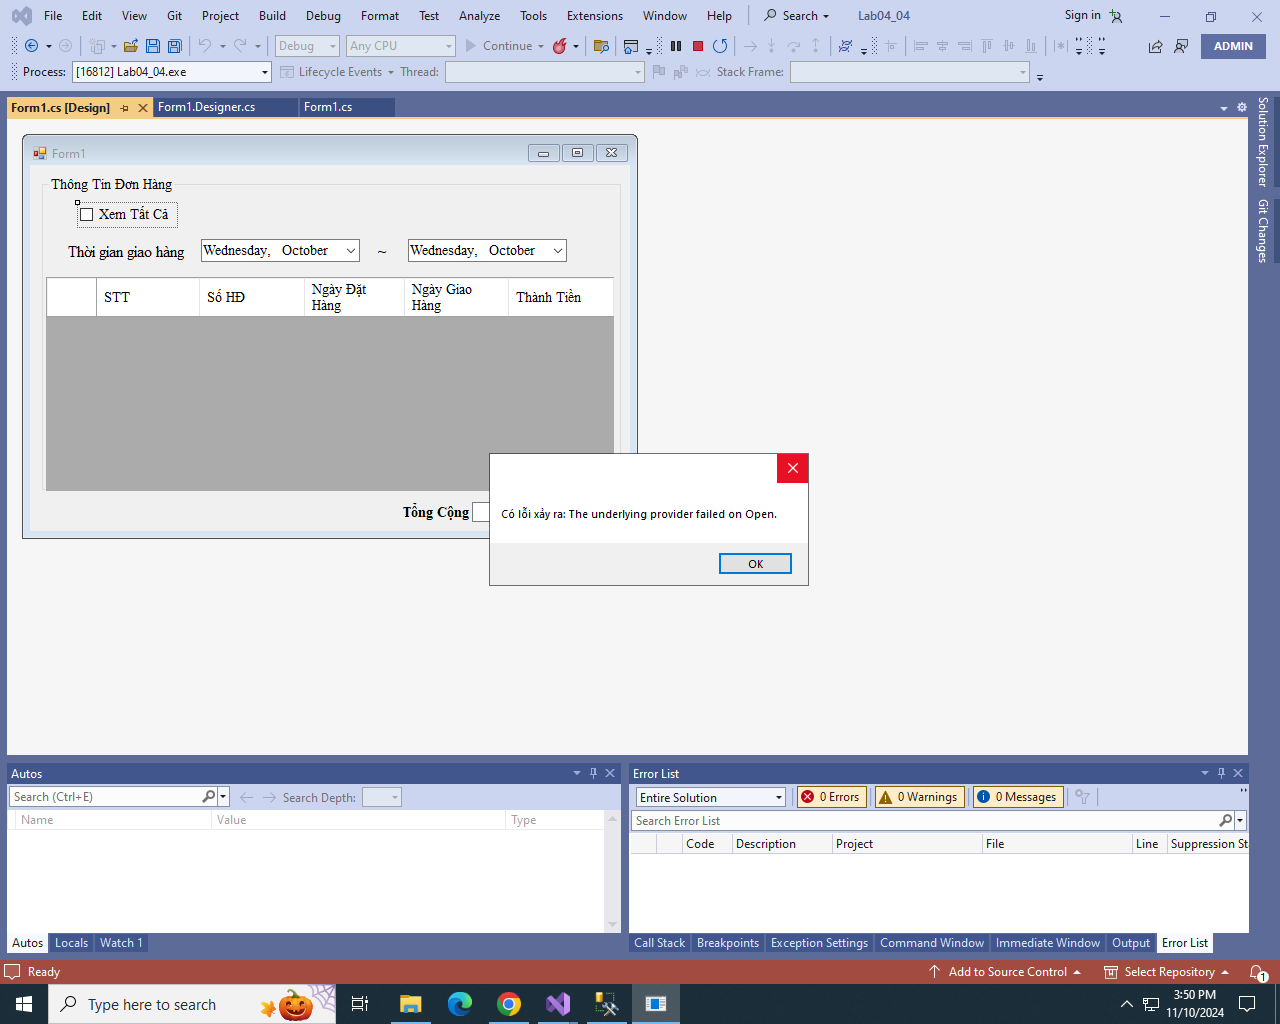 File Edit View Git Project Build Debug Format Test Analyze Tools Extensions Window Help Search Lab04_04 Sign in
Debug Any CPU Continue ADMIN
Process: [16812] Lab04_04.exe Lifecycle Events Thread: Stack Frame:
Form1.cs [Design] Form1.Designer.cs Form1.cs
Solution Explorer
Git Changes
Form1
Thông Tin Đơn Hàng
Xem Tất Cả
Thời gian giao hàng Wednesday, October ~ Wednesday, October
STT Số HĐ Ngày Đặt Hàng Ngày Giao Hàng Thành Tiền
Tổng Cộng
Có lỗi xảy ra: The underlying provider failed on Open.
OK
Autos
Search (Ctrl+E) Search Depth:
Name Value Type
Autos Locals Watch 1
Error List
Entire Solution 0 Errors 0 Warnings 0 Messages
Search Error List
Code Description Project File Line Suppression St
Call Stack Breakpoints Exception Settings Command Window Immediate Window Output Error List
Ready Add to Source Control Select Repository 1
Type here to search
3:50 PM
11/10/2024